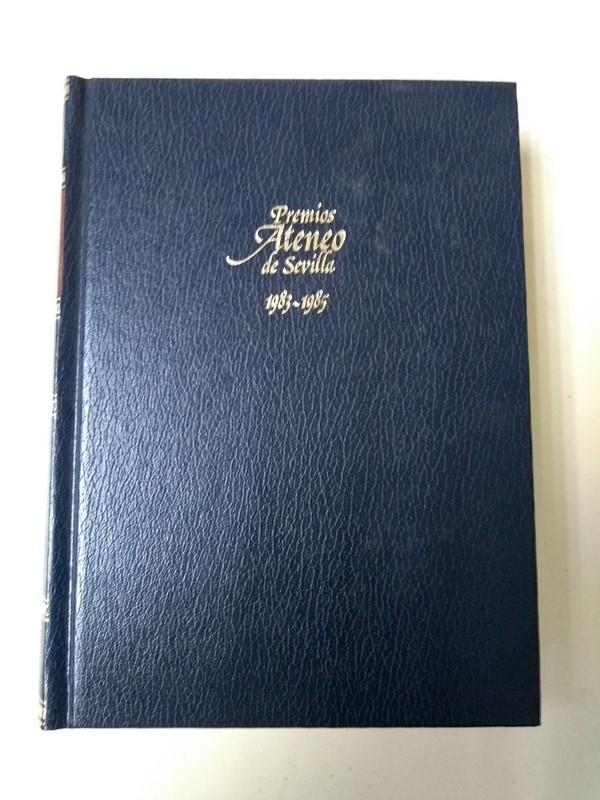 Premios
Ateneo
de Sevilla
1983~1985